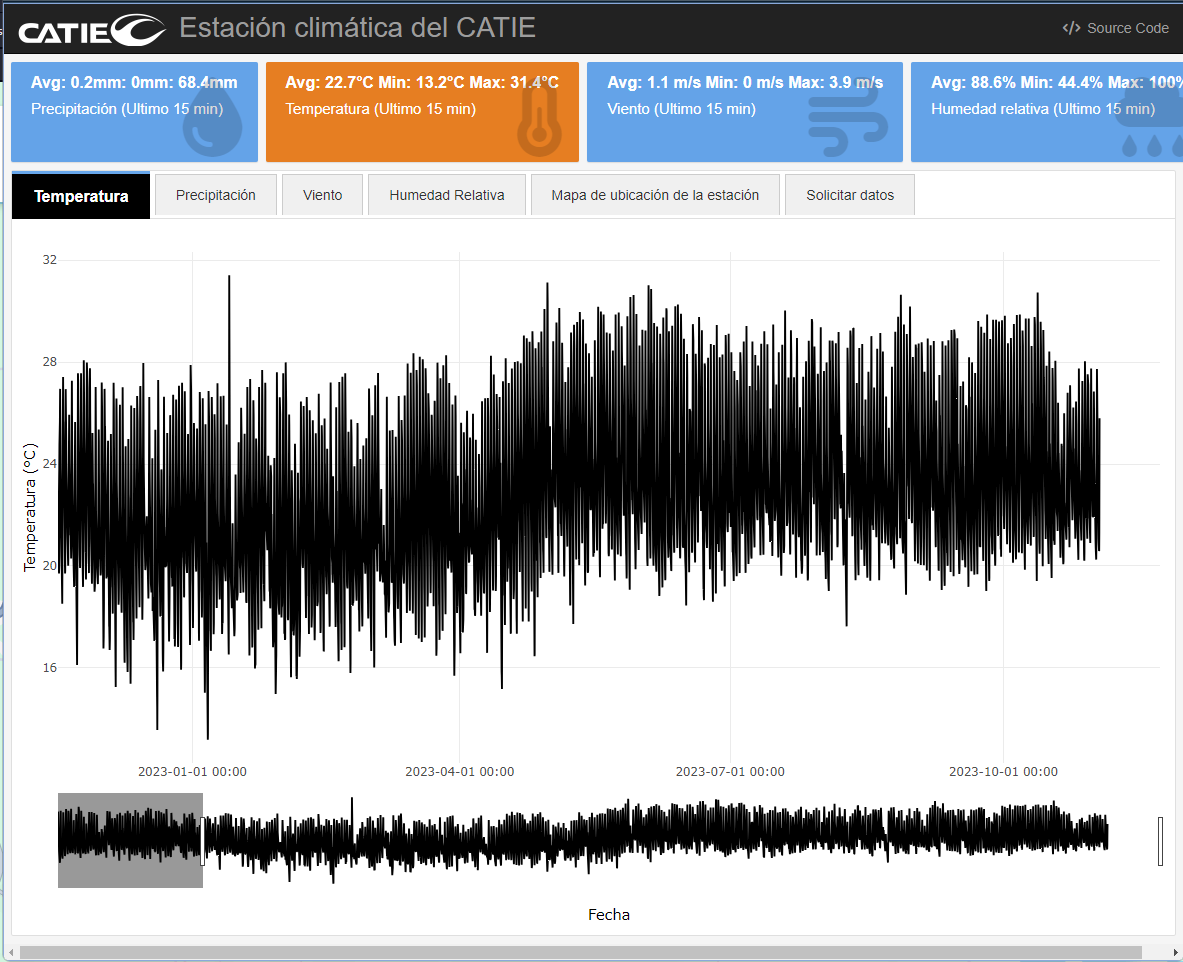 CATIE Estación climática del CATIE </> Source Code
Avg: 0.2mm: 0mm: 68.4mm
Precipitación (Ultimo 15 min)
Avg: 22.7°C Min: 13.2°C Max: 31.4°C
Temperatura (Ultimo 15 min)
Avg: 1.1 m/s Min: 0 m/s Max: 3.9 m/s
Viento (Ultimo 15 min)
Avg: 88.6% Min: 44.4% Max: 100%
Humedad relativa (Ultimo 15 min)
Temperatura Precipitación Viento Humedad Relativa Mapa de ubicación de la estación Solicitar datos
32
28
24
20
16
Temperatura (°C)
2023-01-01 00:00 2023-04-01 00:00 2023-07-01 00:00 2023-10-01 00:00
Fecha